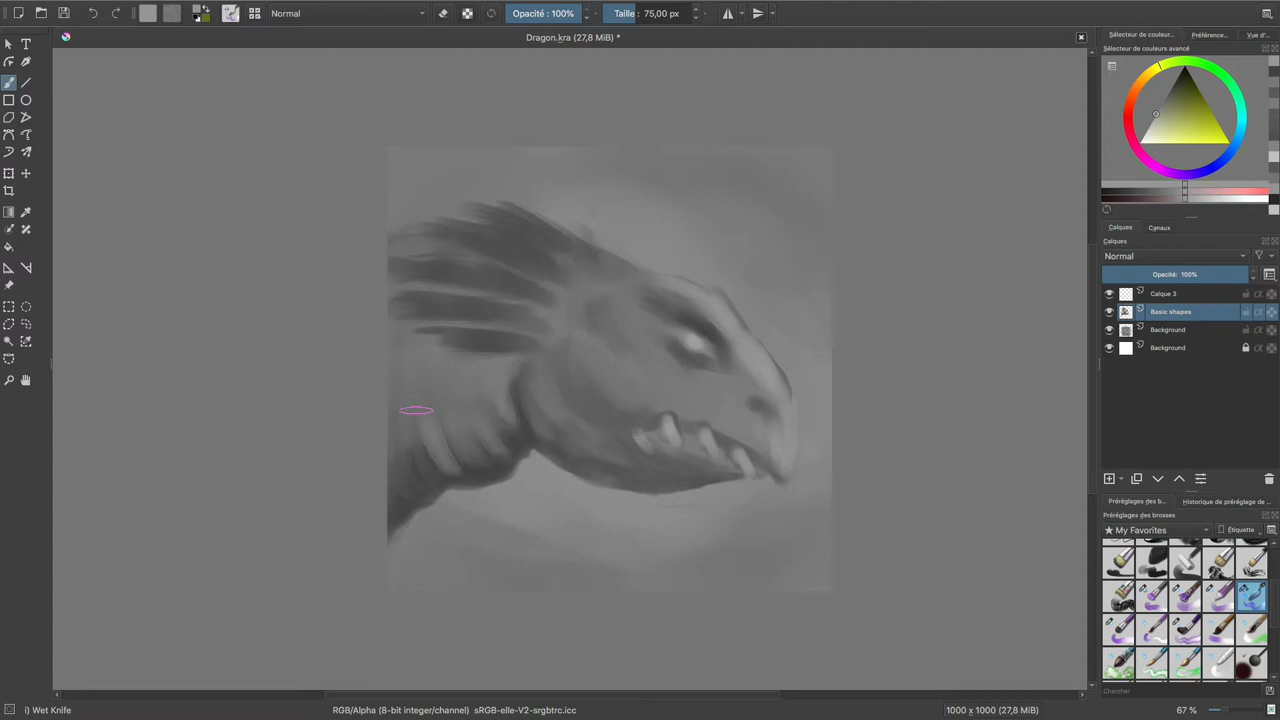 Normal
Opacité : 100%
Taille : 75,00 px
Dragon.kra (27,8 MiB) *
Sélecteur de couleur...
Préférence...
Vue d'...
Sélecteur de couleurs avancé
Calques
Canaux
Calques
Normal
Opacité: 100%
Calque 3
Basic shapes
Background
Background
Préréglages des b...
Historique de préréglage de ...
Préréglages des brosses
★ My Favorites
Étiquette
Chercher
i) Wet Knife
RGB/Alpha (8-bit integer/channel) sRGB-elle-V2-srgbtrc.icc
1000 x 1000 (27,8 MiB)
67 %